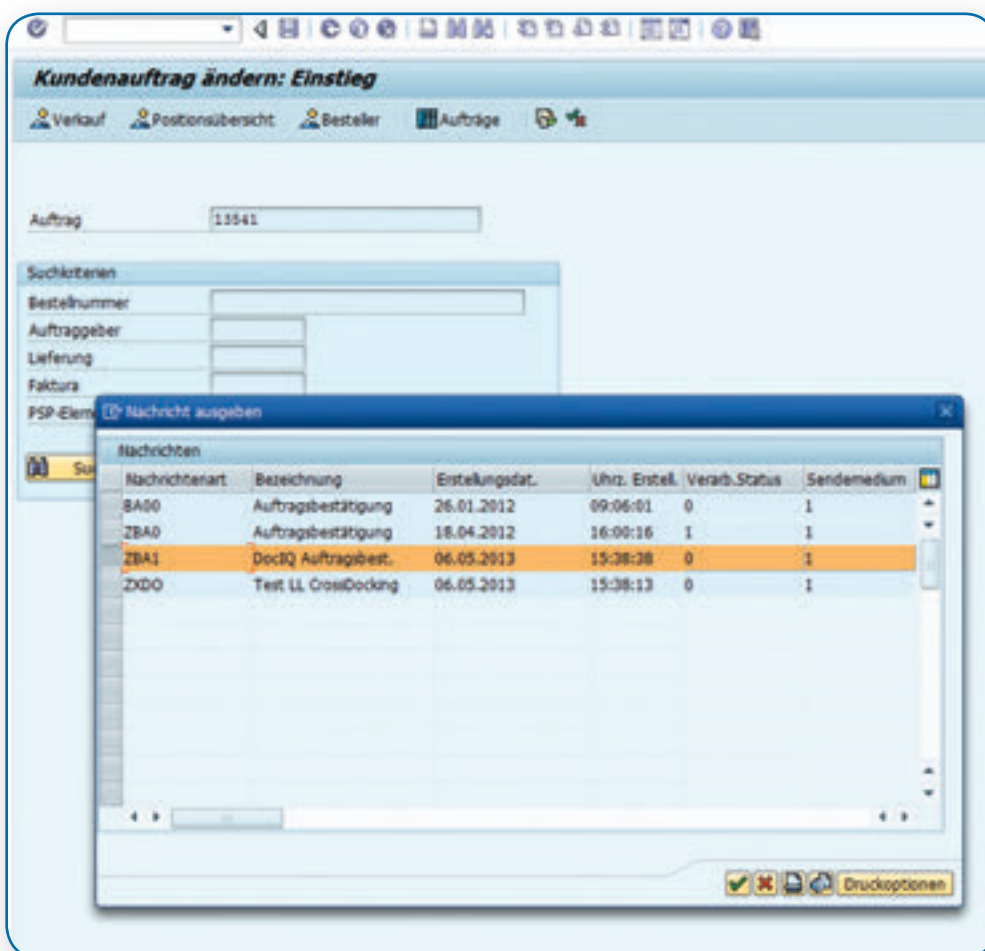 Kundenauftrag ändern: Einstieg
Verkauf Positionsübersicht Besteller Aufträge
Auftrag 13541
Suchkriterien
Bestellnummer
Auftraggeber
Lieferung
Faktura
PSP-Elem
Nachricht ausgeben
Su
Nachrichten
Nachrichtenart Bezeichnung Erstellungsdat. Uhrz. Erstell. Verarb.Status Sendemedium
BA00 Auftragsbestätigung 26.01.2012 09:06:01 0 1
ZBA0 Auftragsbestätigung 18.04.2012 16:00:16 1 1
ZBA1 DocIQ Auftragsbest. 06.05.2013 15:38:38 0 1
ZXDO Test LL CrossDocking 06.05.2013 15:38:13 0 1
Druckoptionen